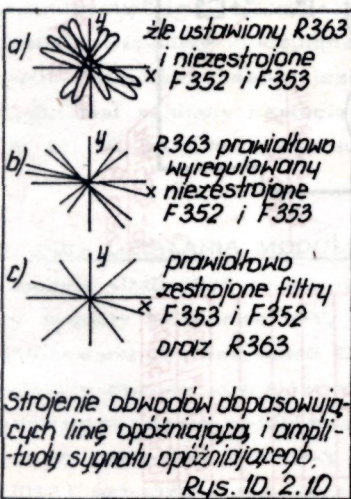 a) y źle ustawiony R363
i niezestrojone
x F352 i F353
b) y R363 prawidłowo
wyregulowany
x niezestrojone
F352 i F353
c) y prawidłowo
zestrojone filtry
x F353 i F352
oraz R363
Strojenie obwodów dopasowują-
cych linię opóźniającą, i ampli-
-tudy sygnału opóźniającego.
Rys. 10.2.10